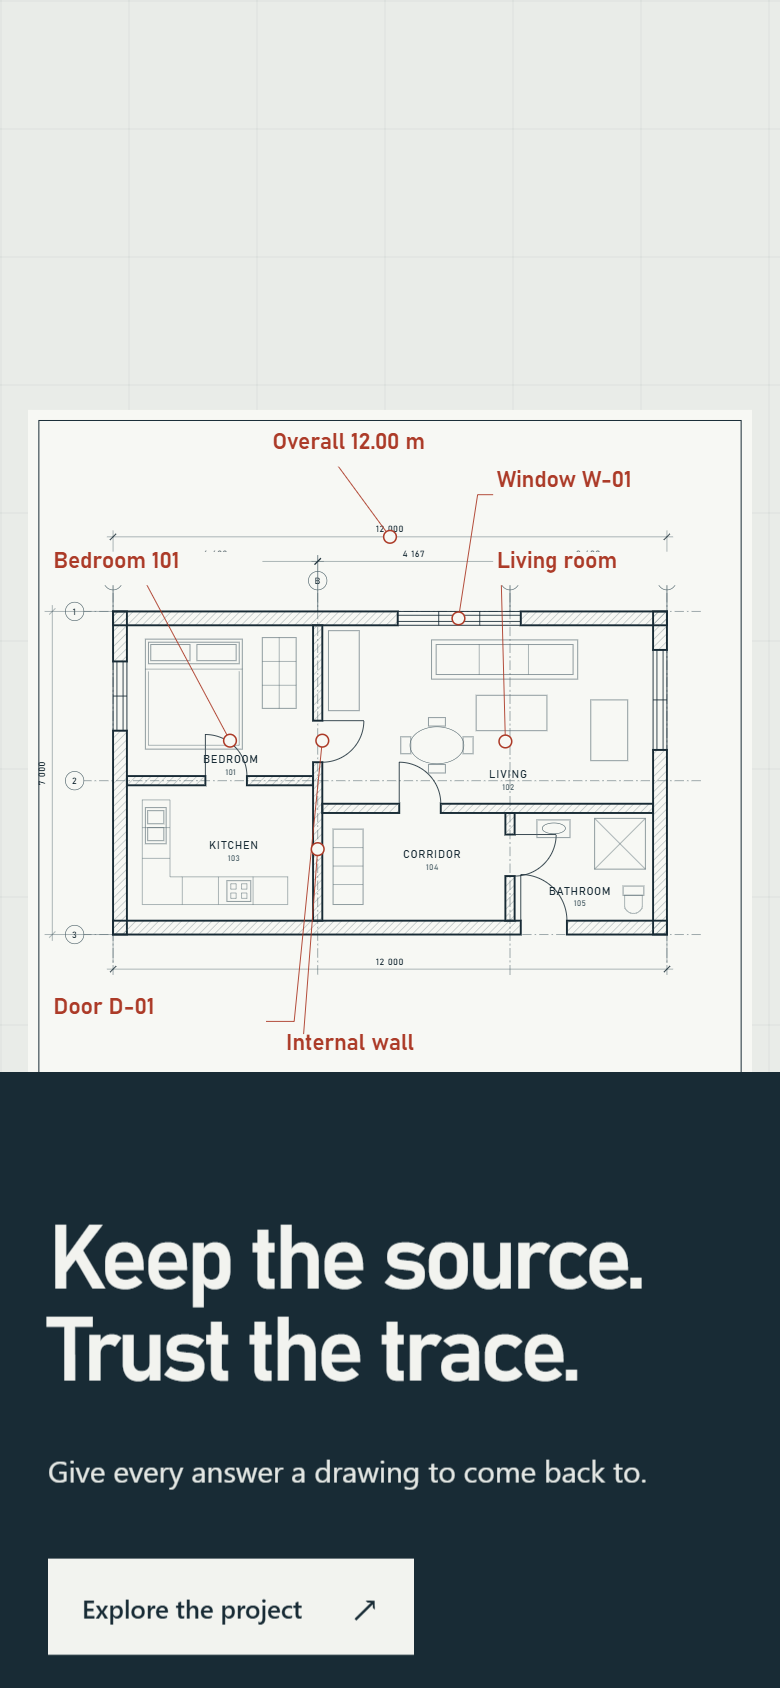 Overall 12.00 m
Window W-01
12 000
Bedroom 101
4 167
Living room
B
1
BEDROOM
101
7 000
2
LIVING
102
KITCHEN
103
CORRIDOR
104
BATHROOM
105
3
12 000
Door D-01
Internal wall
Keep the source.
Trust the trace.
Give every answer a drawing to come back to.
Explore the project ↗